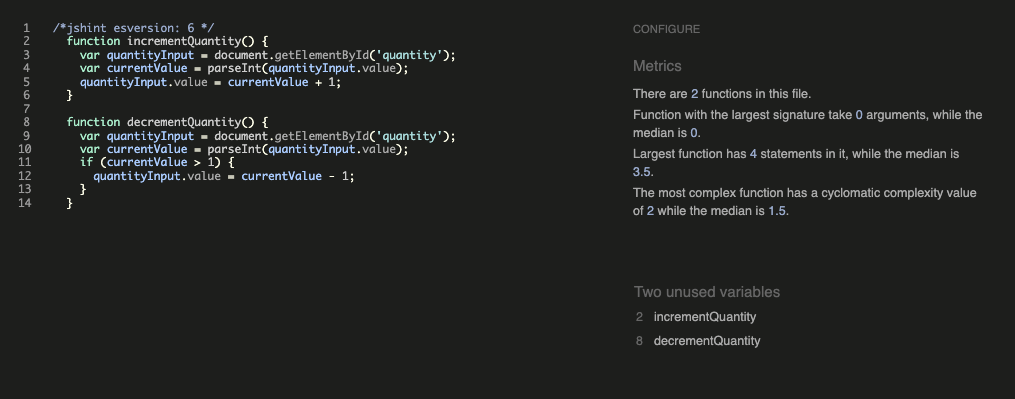 1 /*jshint esversion: 6 */
2 function incrementQuantity() {
3 var quantityInput = document.getElementById('quantity');
4 var currentValue = parseInt(quantityInput.value);
5 quantityInput.value = currentValue + 1;
6 }
7
8 function decrementQuantity() {
9 var quantityInput = document.getElementById('quantity');
10 var currentValue = parseInt(quantityInput.value);
11 if (currentValue > 1) {
12 quantityInput.value = currentValue - 1;
13 }
14 }
CONFIGURE
Metrics
There are 2 functions in this file.
Function with the largest signature take 0 arguments, while the
median is 0.
Largest function has 4 statements in it, while the median is
3.5.
The most complex function has a cyclomatic complexity value
of 2 while the median is 1.5.
Two unused variables
2 incrementQuantity
8 decrementQuantity